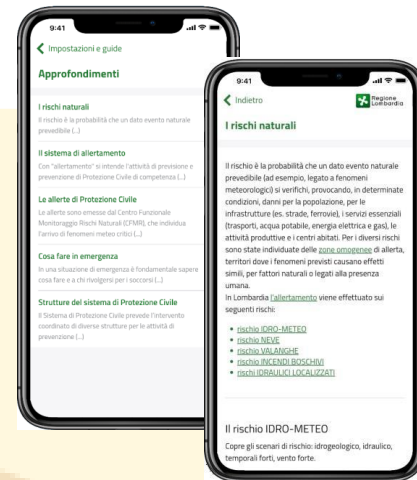 9:41
Impostazioni e guide
Approfondimenti
I rischi naturali
Il rischio è la probabilità che un dato evento naturale
prevedibile (...)
Il sistema di allertamento
Con "allertamento" si intende l'attività di previsione e
prevenzione di Protezione Civile di competenza (...)
Le allerte di Protezione Civile
Le allerte sono emesse dal Centro Funzionale
Monitoraggio Rischi Naturali (CFMR), che individua
l'arrivo di fenomeni meteo critici (...)
Cosa fare in emergenza
In una situazione di emergenza è fondamentale sapere
cosa fare e a chi rivolgersi per i soccorsi (...)
Strutture del sistema di Protezione Civile
Il Sistema di Protezione Civile prevede l'intervento
coordinato di diverse strutture per le attività di
prevenzione (...)
9:41
Indietro
Regione
Lombardia
I rischi naturali
Il rischio è la probabilità che un dato evento naturale
prevedibile (ad esempio, legato a fenomeni
meteorologici) si verifichi, provocando, in determinate
condizioni, danni per la popolazione, per le
infrastrutture (es. strade, ferrovie), i servizi essenziali
(trasporti, acqua potabile, energia elettrica e gas), le
attività produttive e i centri abitati. Per i diversi rischi
sono state individuate delle zone omogenee di allerta,
territori dove i fenomeni previsti causano effetti
simili, per fattori naturali o legati alla presenza
umana.
In Lombardia l'allertamento viene effettuato sui
seguenti rischi:
• rischio IDRO-METEO
• rischio NEVE
• rischio VALANGHE
• rischio INCENDI BOSCHIVI
• rischi IDRAULICI LOCALIZZATI
Il rischio IDRO-METEO
Copre gli scenari di rischio: idrogeologico, idraulico,
temporali forti, vento forte.